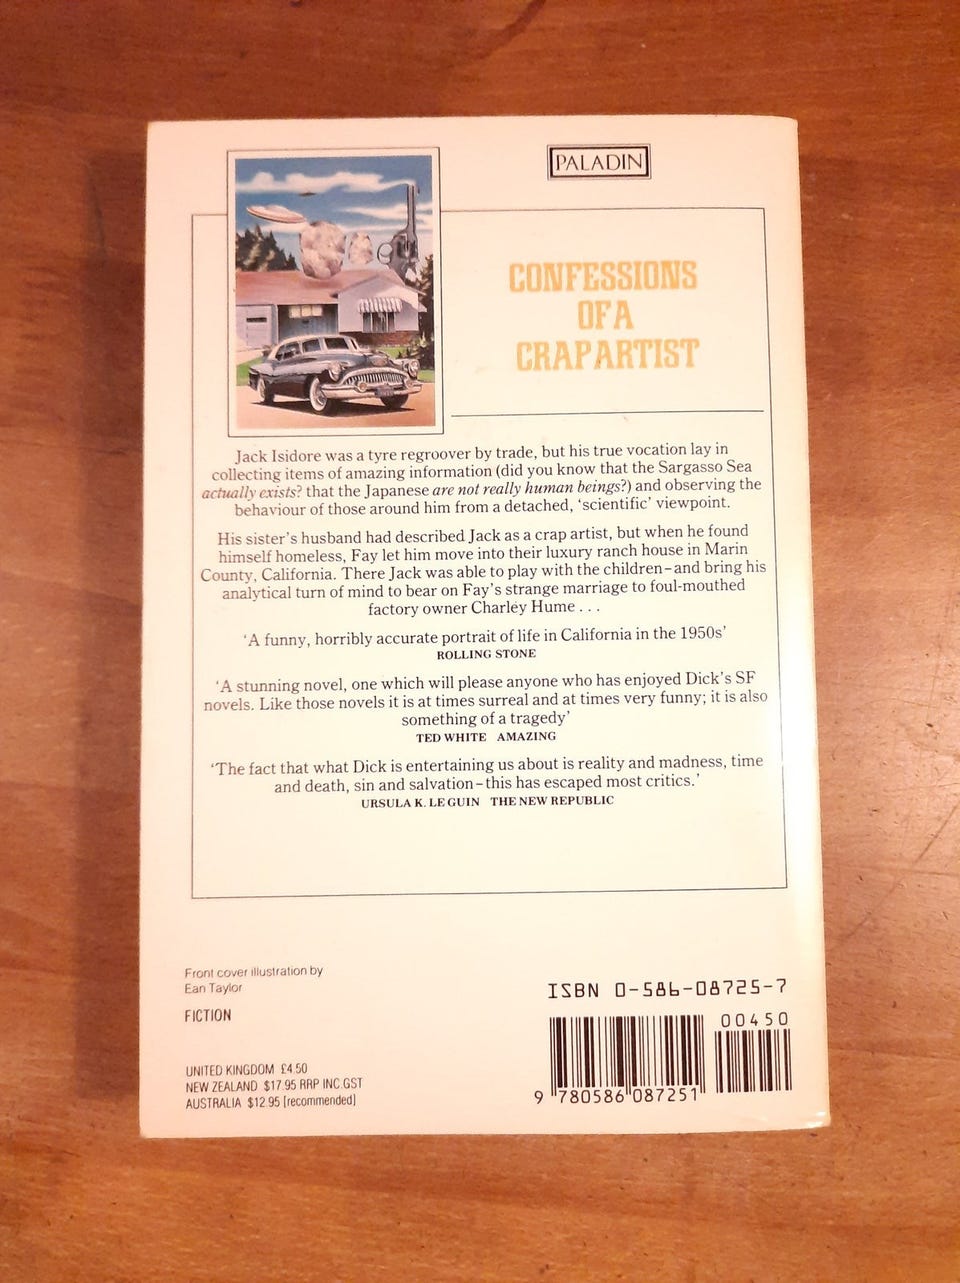 PALADIN
CONFESSIONS
OF A
CRAP ARTIST
Jack Isidore was a tyre regroover by trade, but his true vocation lay in
collecting items of amazing information (did you know that the Sargasso Sea
actually exists? that the Japanese are not really human beings?) and observing the
behaviour of those around him from a detached, ‘scientific’ viewpoint.
His sister’s husband had described Jack as a crap artist, but when he found
himself homeless, Fay let him move into their luxury ranch house in Marin
County, California. There Jack was able to play with the children–and bring his
analytical turn of mind to bear on Fay’s strange marriage to foul-mouthed
factory owner Charley Hume . . .
‘A funny, horribly accurate portrait of life in California in the 1950s’
ROLLING STONE
‘A stunning novel, one which will please anyone who has enjoyed Dick’s SF
novels. Like those novels it is at times surreal and at times very funny; it is also
something of a tragedy’
TED WHITE AMAZING
‘The fact that what Dick is entertaining us about is reality and madness, time
and death, sin and salvation–this has escaped most critics.’
URSULA K. LE GUIN THE NEW REPUBLIC
Front cover illustration by
Ean Taylor
FICTION
UNITED KINGDOM £4.50
NEW ZEALAND $17.95 RRP INC.GST
AUSTRALIA $12.95 [recommended]
ISBN 0-586-08725-7
00450
9 780586 087251